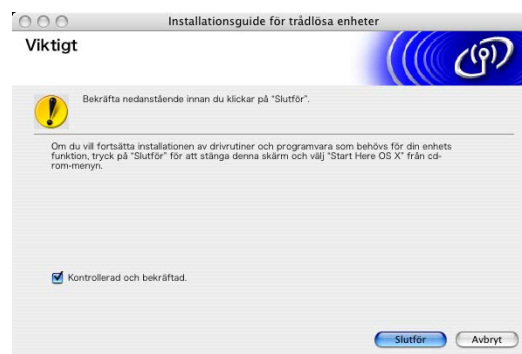 Installationsguide för trådlösa enheter
Viktigt
Bekräfta nedanstående innan du klickar på "Slutför".
Om du vill fortsätta installationen av drivrutiner och programvara som behövs för din enhets
funktion, tryck på "Slutför" för att stänga denna skärm och välj "Start Here OS X" från cd-
rom-menyn.
Kontrollerad och bekräftad.
Slutför
Avbryt